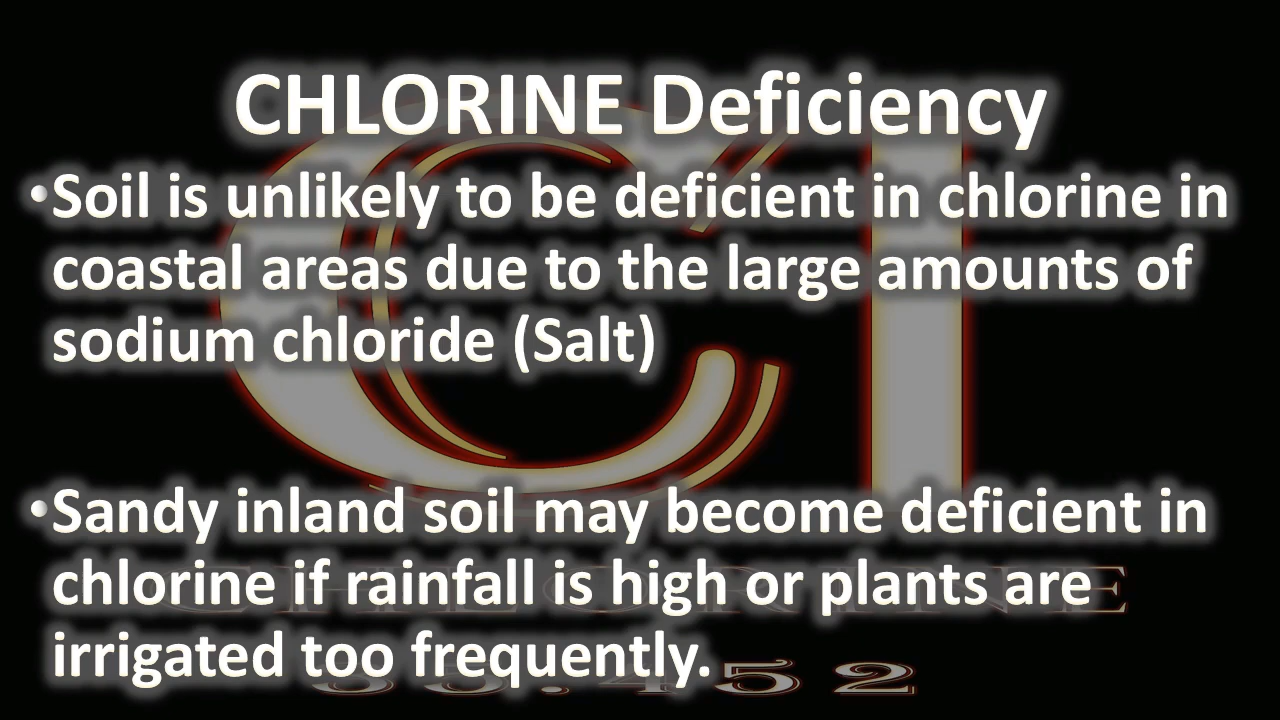 CHLORINE Deficiency
•Soil is unlikely to be deficient in chlorine in
coastal areas due to the large amounts of
sodium chloride (Salt)
•Sandy inland soil may become deficient in
chlorine if rainfall is high or plants are
irrigated too frequently.
Cl
CHLORINE